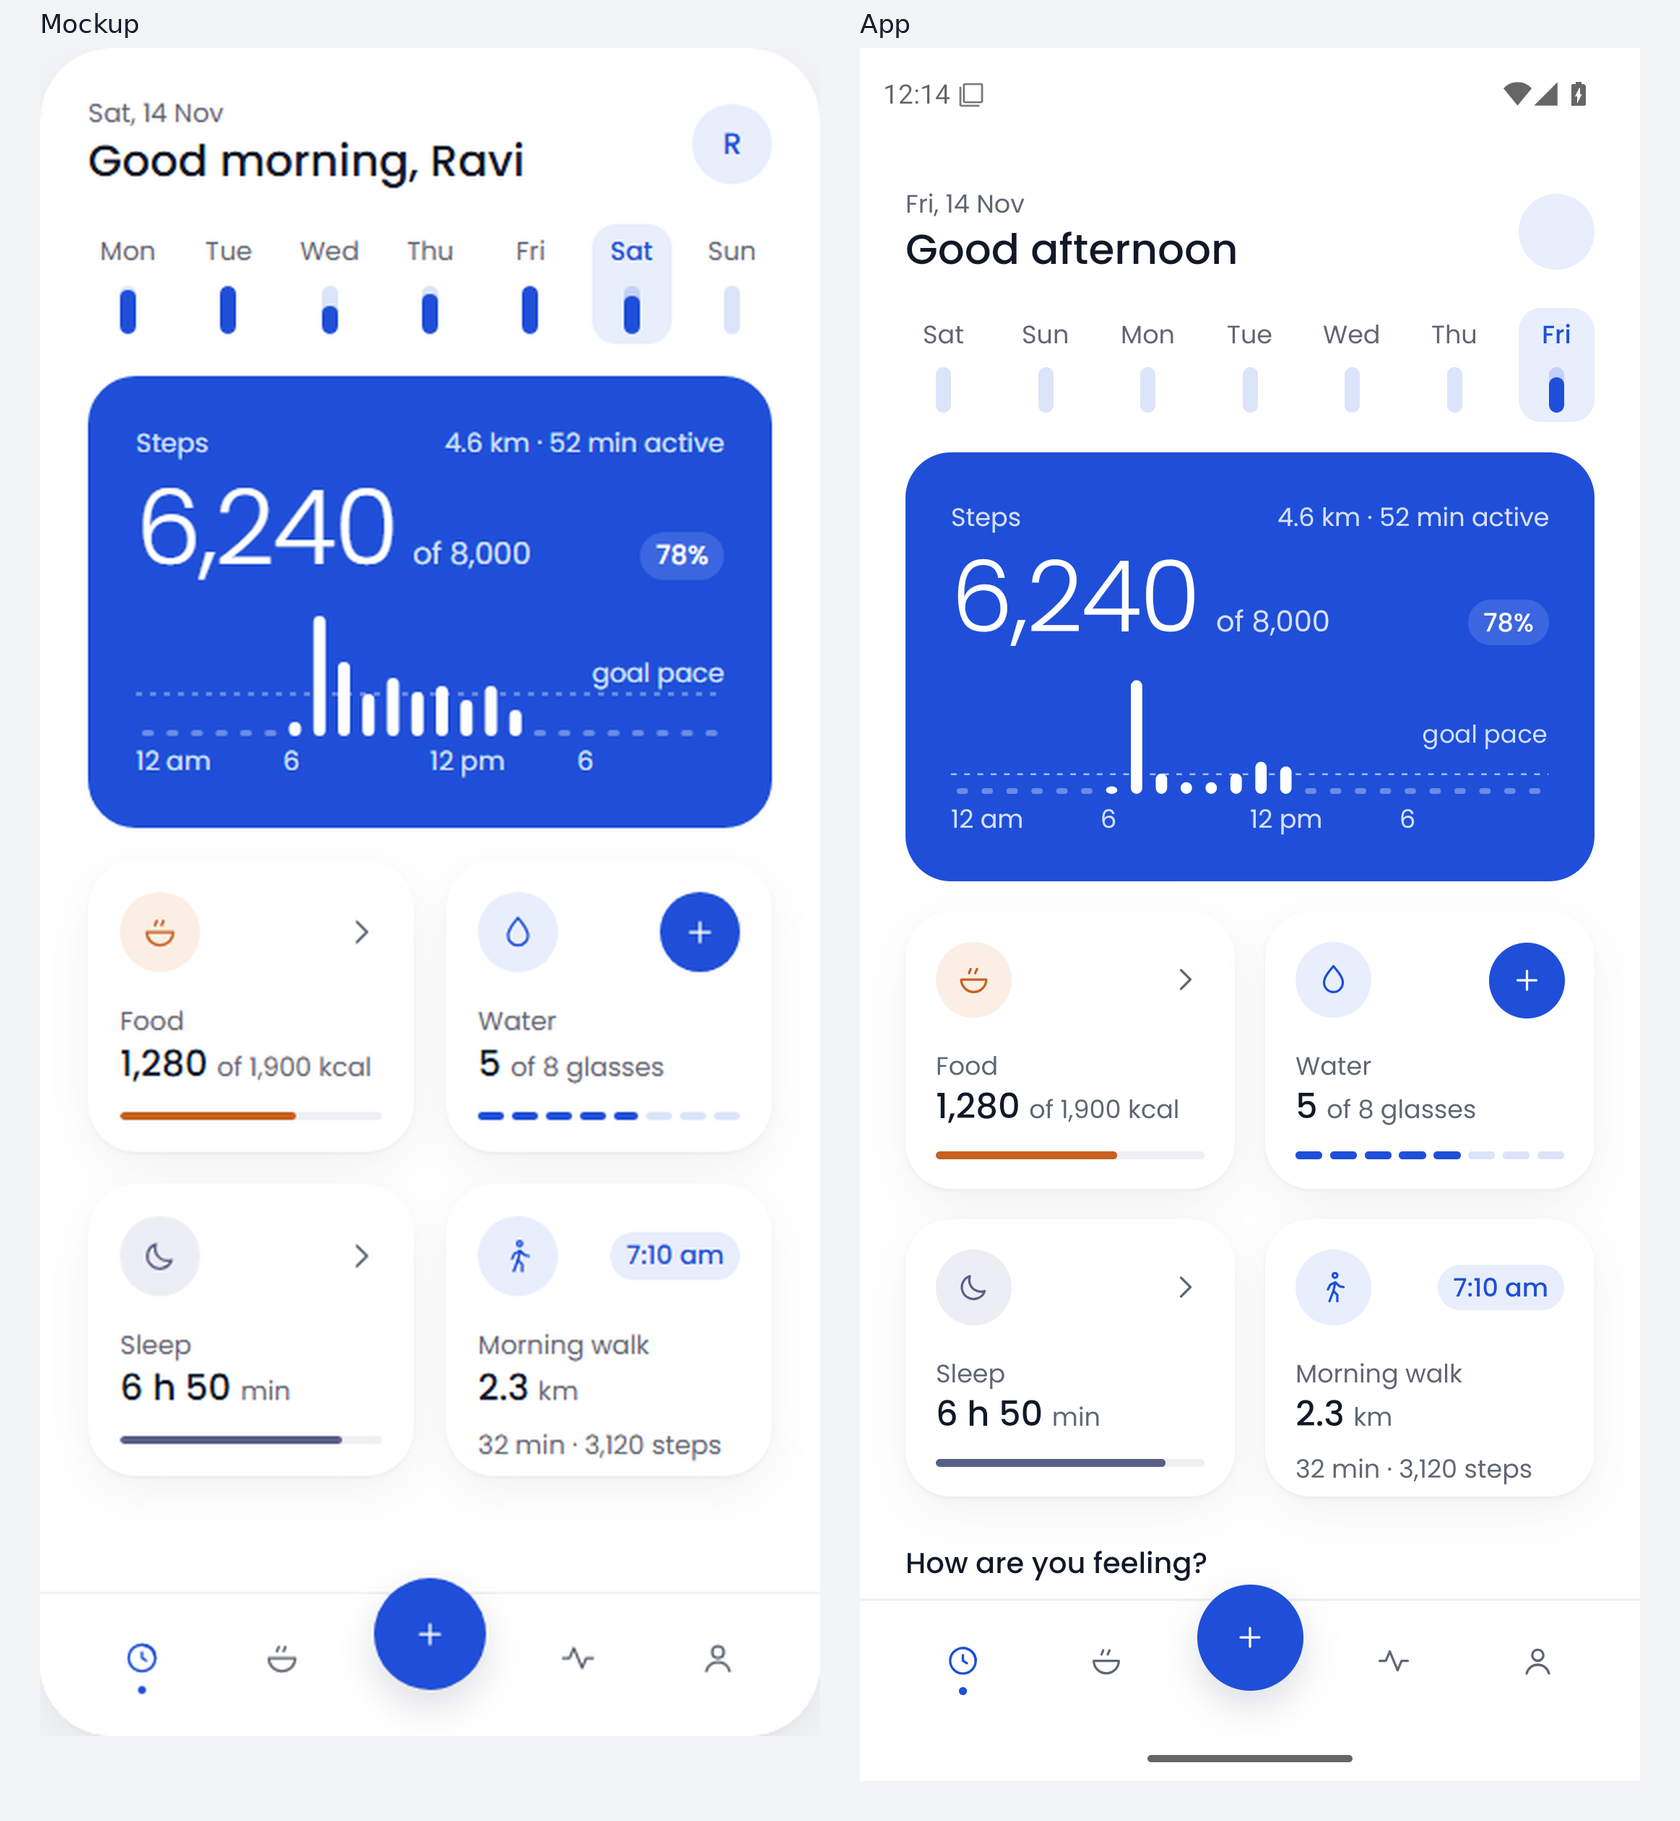 Mockup
Sat, 14 Nov
Good morning, Ravi
R
Mon Tue Wed Thu Fri Sat Sun
Steps 4.6 km · 52 min active
6,240 of 8,000 78%
goal pace
12 am 6 12 pm 6
Food
1,280 of 1,900 kcal
Water
5 of 8 glasses
Sleep
6 h 50 min
7:10 am
Morning walk
2.3 km
32 min · 3,120 steps
App
12:14
Fri, 14 Nov
Good afternoon
Sat Sun Mon Tue Wed Thu Fri
Steps 4.6 km · 52 min active
6,240 of 8,000 78%
goal pace
12 am 6 12 pm 6
Food
1,280 of 1,900 kcal
Water
5 of 8 glasses
Sleep
6 h 50 min
7:10 am
Morning walk
2.3 km
32 min · 3,120 steps
How are you feeling?